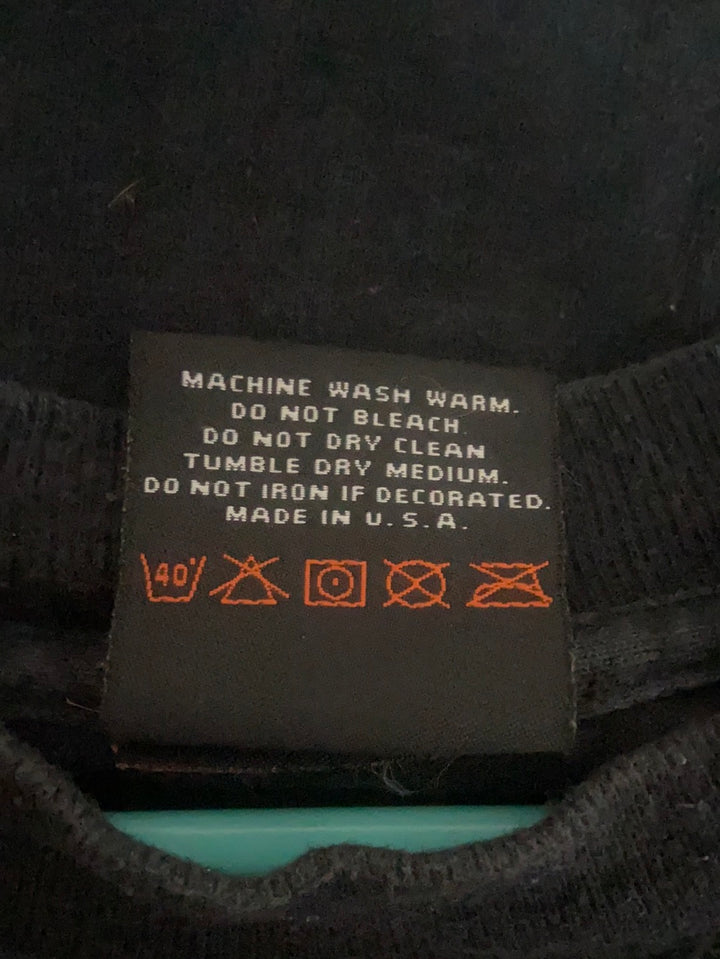 MACHINE WASH WARM.
DO NOT BLEACH.
DO NOT DRY CLEAN
TUMBLE DRY MEDIUM.
DO NOT IRON IF DECORATED.
MADE IN U.S.A.
40°